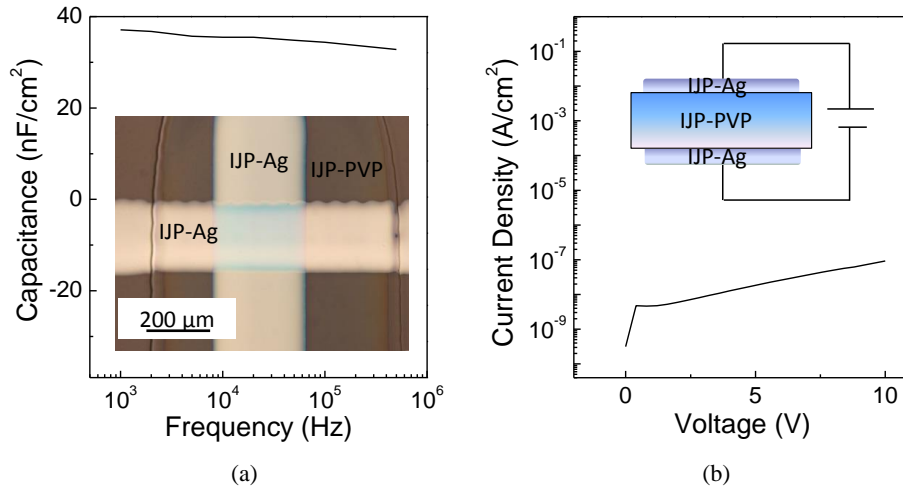 40
20
0
-20
Capacitance (nF/cm²)
10³
10⁴
10⁵
10⁶
Frequency (Hz)
IJP-Ag
IJP-PVP
IJP-Ag
200 µm
(a)
10⁻¹
10⁻³
10⁻⁵
10⁻⁷
10⁻⁹
Current Density (A/cm²)
0
5
10
Voltage (V)
IJP-Ag
IJP-PVP
IJP-Ag
(b)